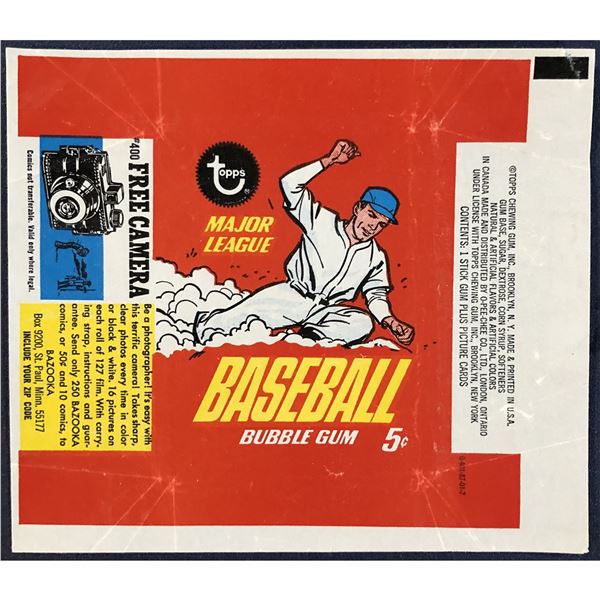 Topps
®
MAJOR
LEAGUE
BASEBALL
BUBBLE GUM 5¢
#400 FREE CAMERA
Comics not transferable. Valid only where legal.
Be a photographer! It's easy with
this terrific camera! Takes sharp,
clear photos every time in color
or black & white. 16 pictures on
each roll of 127 film. With carry-
ing strap, instructions and guar-
antee. Send only 250 BAZOOKA
comics, or 50¢ and 10 comics, to
BAZOOKA
Box 9200, St. Paul, Minn. 55177
INCLUDE YOUR ZIP CODE
©TOPPS CHEWING GUM, INC., BROOKLYN, N. Y. MADE & PRINTED IN U.S.A.
GUM BASE, SUGAR, DEXTROSE, CORN SYRUP, SOFTENERS
NATURAL & ARTIFICIAL FLAVORS & ARTIFICIAL COLORS
IN CANADA MADE AND DISTRIBUTED BY O-PEE-CHEE CO., LTD., LONDON, ONTARIO
UNDER LICENSE WITH TOPPS CHEWING GUM, INC., BROOKLYN, NEW YORK
CONTENTS: 1 STICK GUM PLUS PICTURE CARDS